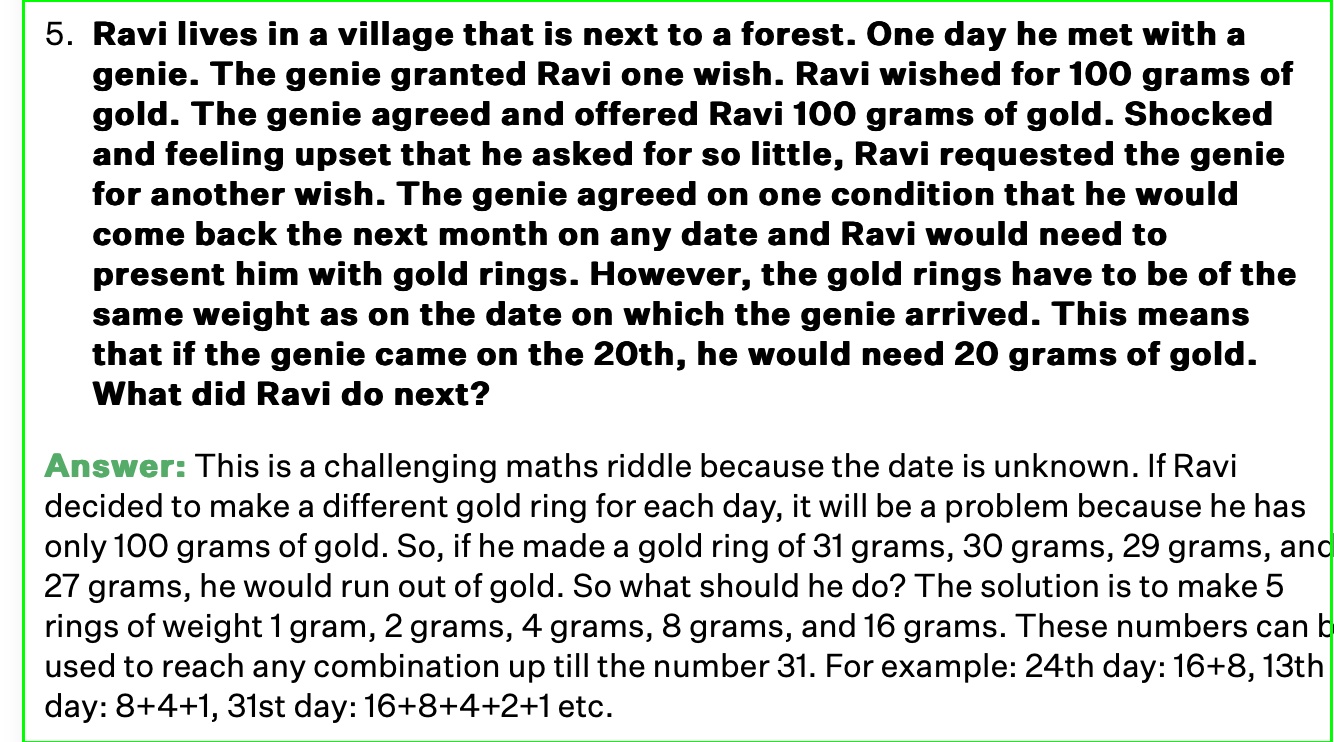 5. Ravi lives in a village that is next to a forest. One day he met with a
genie. The genie granted Ravi one wish. Ravi wished for 100 grams of
gold. The genie agreed and offered Ravi 100 grams of gold. Shocked
and feeling upset that he asked for so little, Ravi requested the genie
for another wish. The genie agreed on one condition that he would
come back the next month on any date and Ravi would need to
present him with gold rings. However, the gold rings have to be of the
same weight as on the date on which the genie arrived. This means
that if the genie came on the 20th, he would need 20 grams of gold.
What did Ravi do next?
Answer: This is a challenging maths riddle because the date is unknown. If Ravi
decided to make a different gold ring for each day, it will be a problem because he has
only 100 grams of gold. So, if he made a gold ring of 31 grams, 30 grams, 29 grams, and
27 grams, he would run out of gold. So what should he do? The solution is to make 5
rings of weight 1 gram, 2 grams, 4 grams, 8 grams, and 16 grams. These numbers can
used to reach any combination up till the number 31. For example: 24th day: 16+8, 13th
day: 8+4+1, 31st day: 16+8+4+2+1 etc.